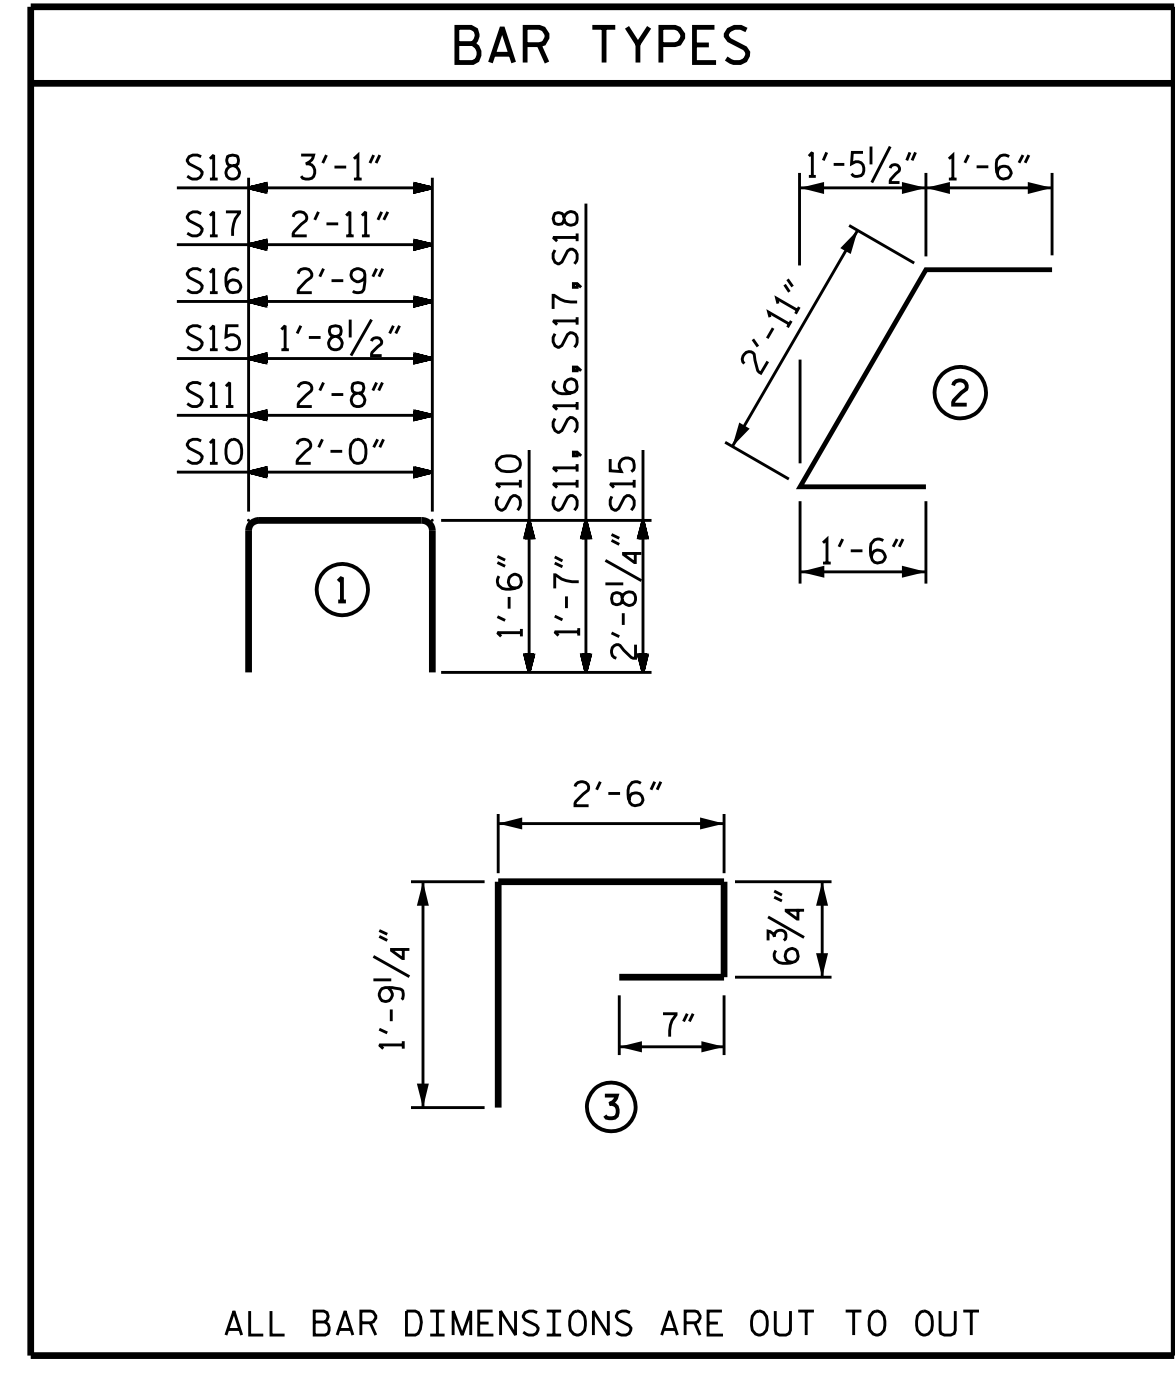 BAR TYPES
S18 3'-1"
S17 2'-11"
S16 2'-9"
S15 1'-8½"
S11 2'-8"
S10 2'-0"
S10
1'-6"
S11, S16, S17, S18
1'-7"
S15
2'-8¼"
1
1'-5½" 1'-6"
2'-11"
2
1'-6"
2'-6"
1'-9¼"
6¾"
7"
3
ALL BAR DIMENSIONS ARE OUT TO OUT